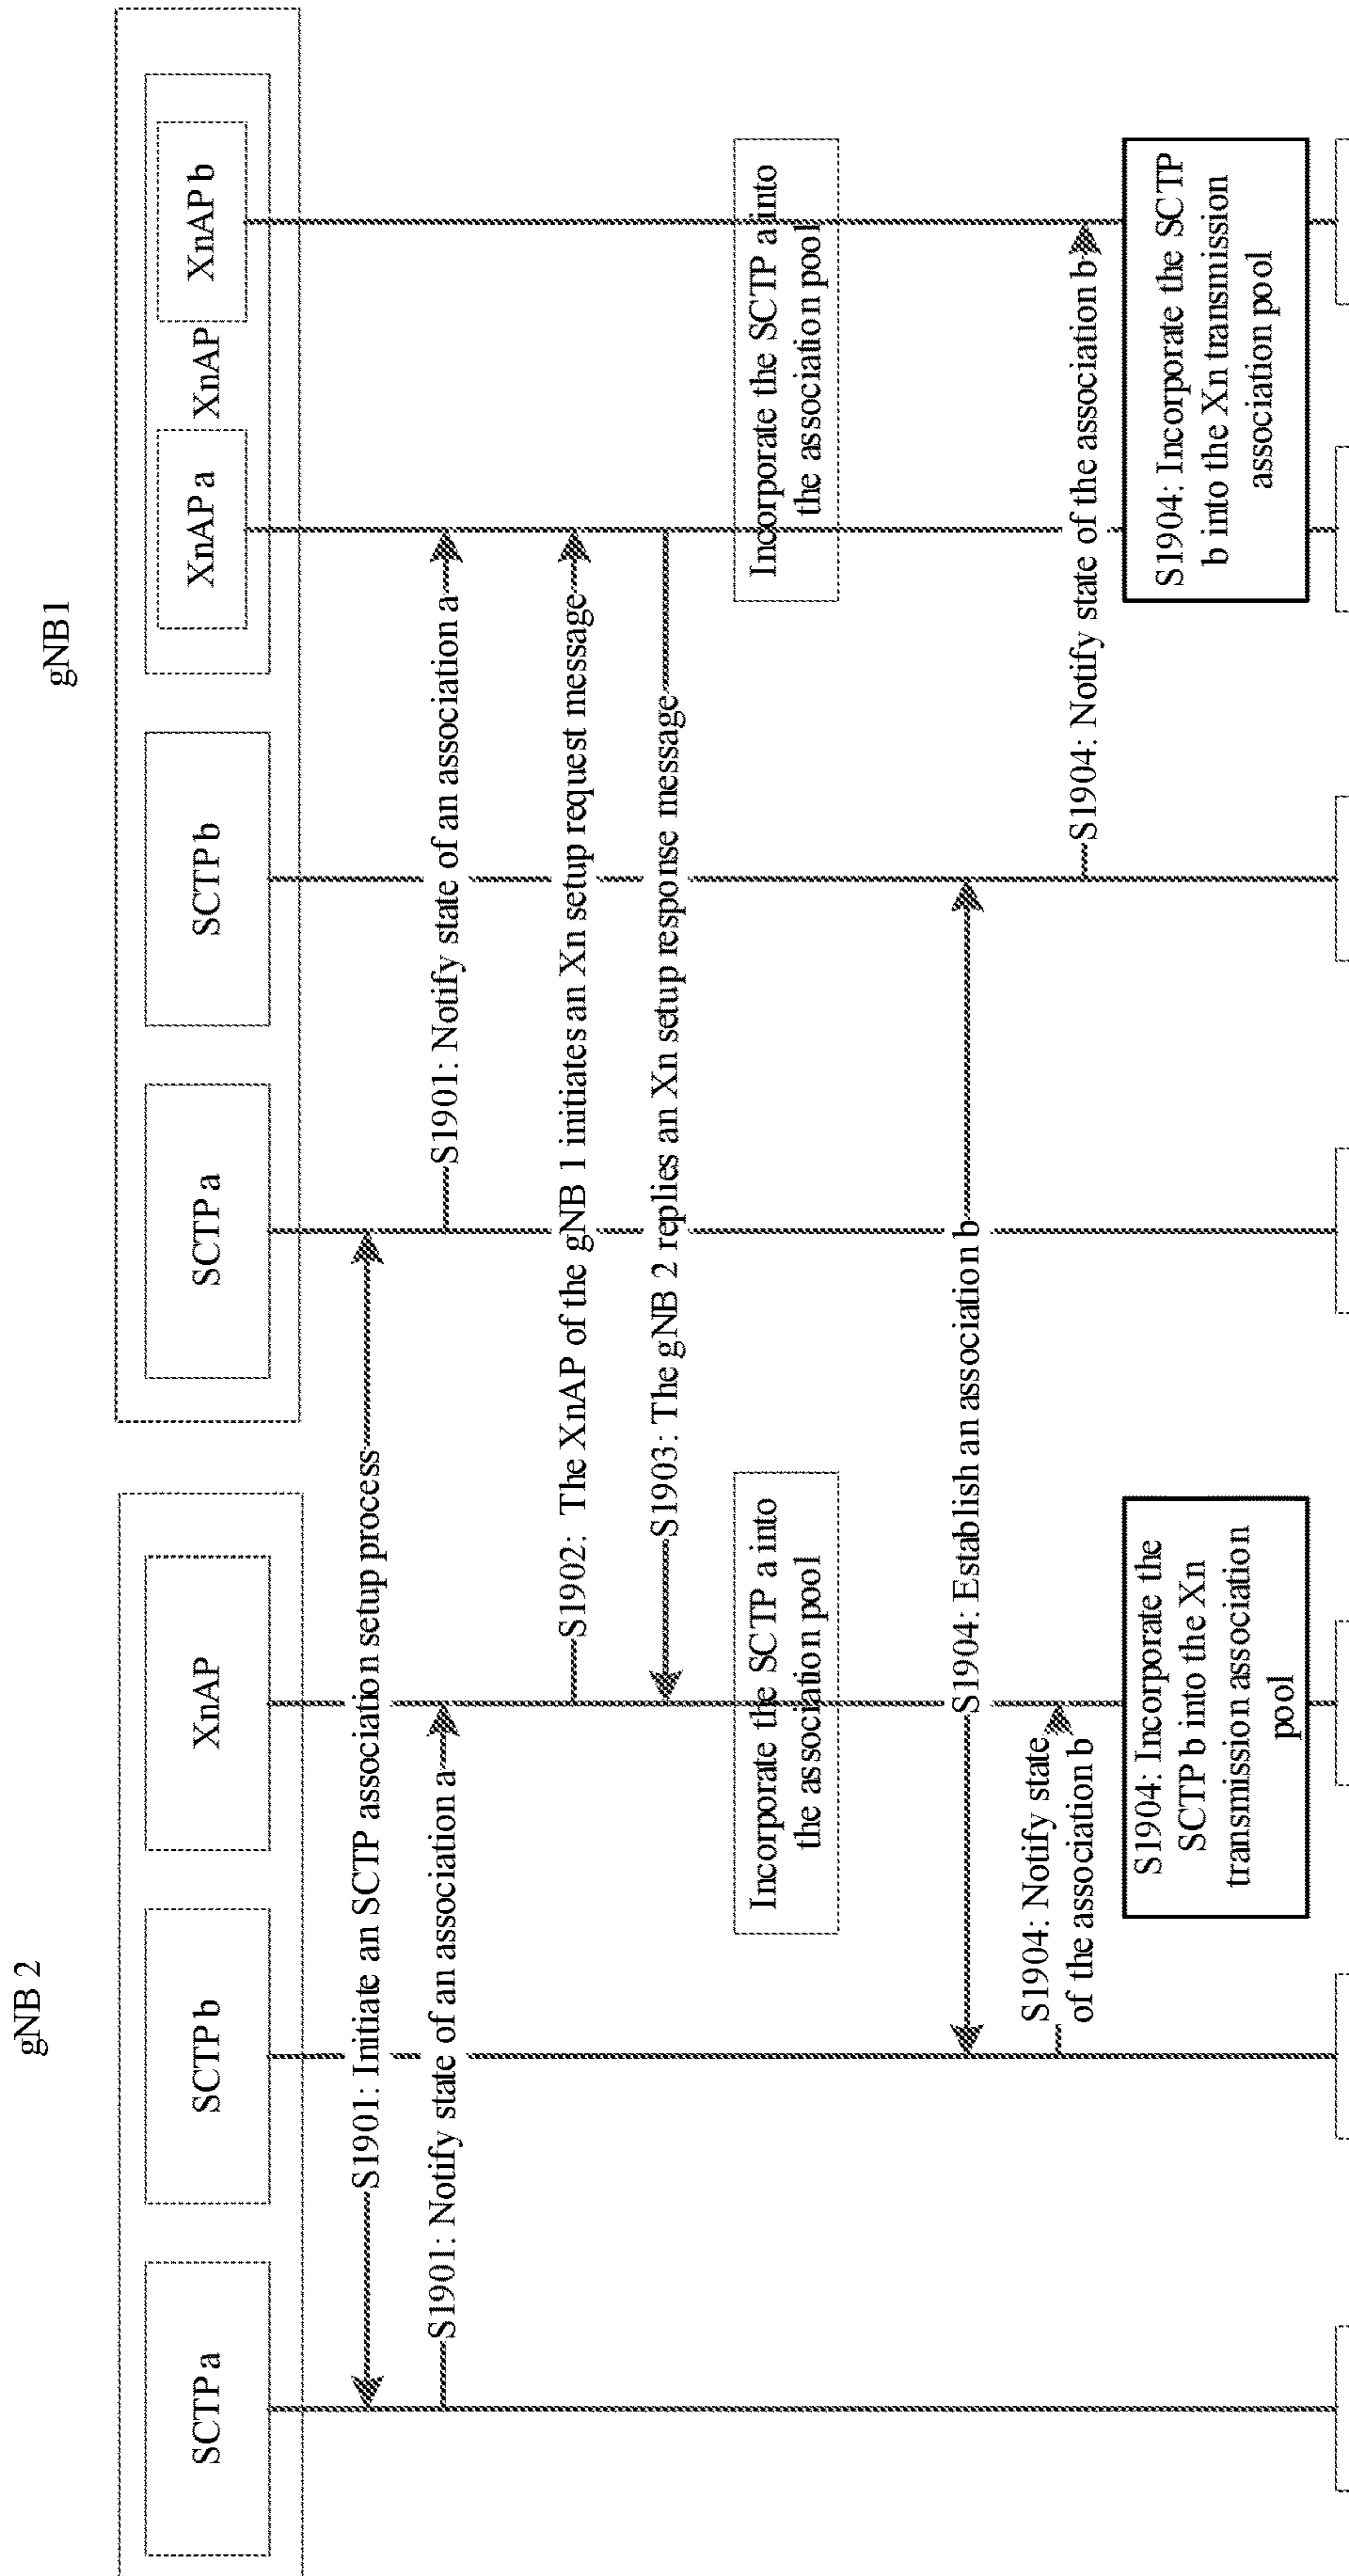 gNB 2
gNB1
SCTP a
SCTP b
XnAP
SCTP a
SCTP b
XnAP a
XnAP
XnAP b
S1901: Initiate an SCTP association setup process
S1901: Notify state of an association a
S1901: Notify state of an association a
S1902: The XnAP of the gNB 1 initiates an Xn setup request message
S1903: The gNB 2 replies an Xn setup response message
Incorporate the SCTP a into
the association pool
Incorporate the SCTP a into
the association pool
S1904: Establish an association b
S1904: Notify state
of the association b
S1904: Notify state of the association b
S1904: Incorporate the
SCTP b into the Xn
transmission association
pool
S1904: Incorporate the SCTP
b into the Xn transmission
association pool